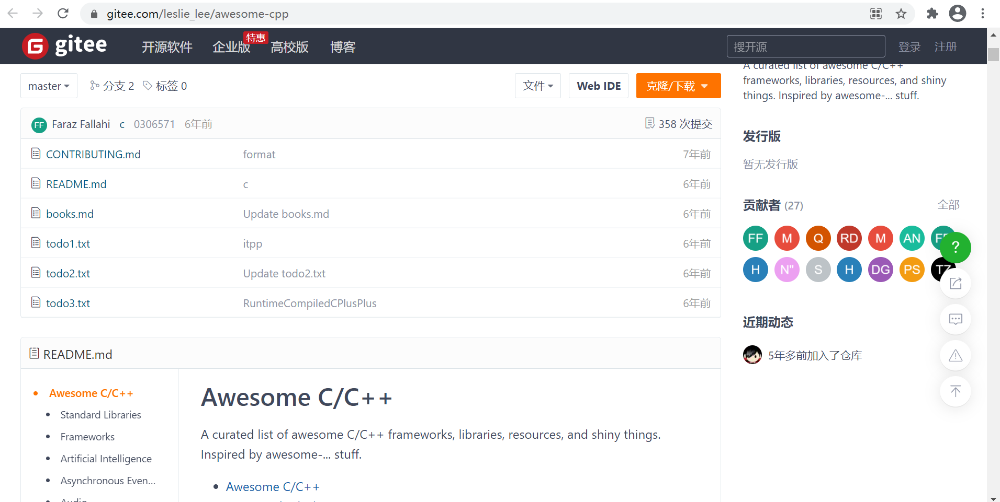 gitee.com/leslie_lee/awesome-cpp
gitee 开源软件 企业版 特惠 高校版 博客 搜开源 登录 注册
master 分支 2 标签 0 文件 Web IDE 克隆/下载
FF Faraz Fallahi c 0306571 6年前 358 次提交
CONTRIBUTING.md format 7年前
README.md c 6年前
books.md Update books.md 6年前
todo1.txt itpp 6年前
todo2.txt Update todo2.txt 6年前
todo3.txt RuntimeCompiledCPlusPlus 6年前
README.md
Awesome C/C++
Standard Libraries
Frameworks
Artificial Intelligence
Asynchronous Even...
Audio
Awesome C/C++
A curated list of awesome C/C++ frameworks, libraries, resources, and shiny things.
Inspired by awesome-... stuff.
Awesome C/C++
A curated list of awesome C/C++
frameworks, libraries, resources, and shiny
things. Inspired by awesome-... stuff.
发行版
暂无发行版
贡献者 (27) 全部
FF M Q RD M AN
?
H N" S H DG PS TZ
近期动态
5年多前加入了仓库